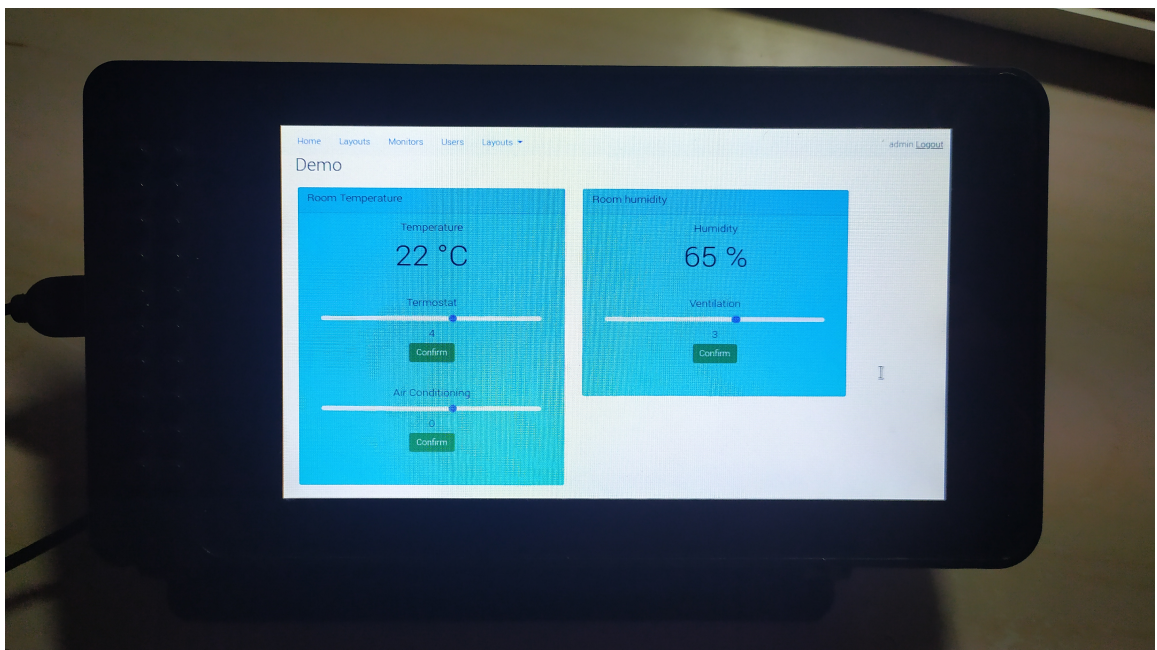 Home Layouts Monitors Users Layouts admin Logout
Demo
Room Temperature
Temperature
22 °C
Termostat
4
Confirm
Air Conditioning
0
Confirm
Room humidity
Humidity
65 %
Ventilation
3
Confirm